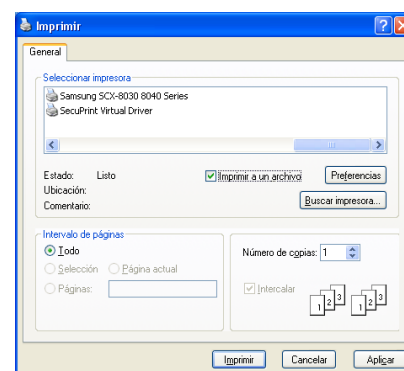 Imprimir
General
Seleccionar impresora
Samsung SCX-8030 8040 Series
SecuPrint Virtual Driver
Estado: Listo
Imprimir a un archivo
Preferencias
Ubicación:
Comentario:
Buscar impresora...
Intervalo de páginas
Todo
Selección
Página actual
Páginas:
Número de copias: 1
Intercalar
1 2 3 1 2 3
Imprimir
Cancelar
Aplicar